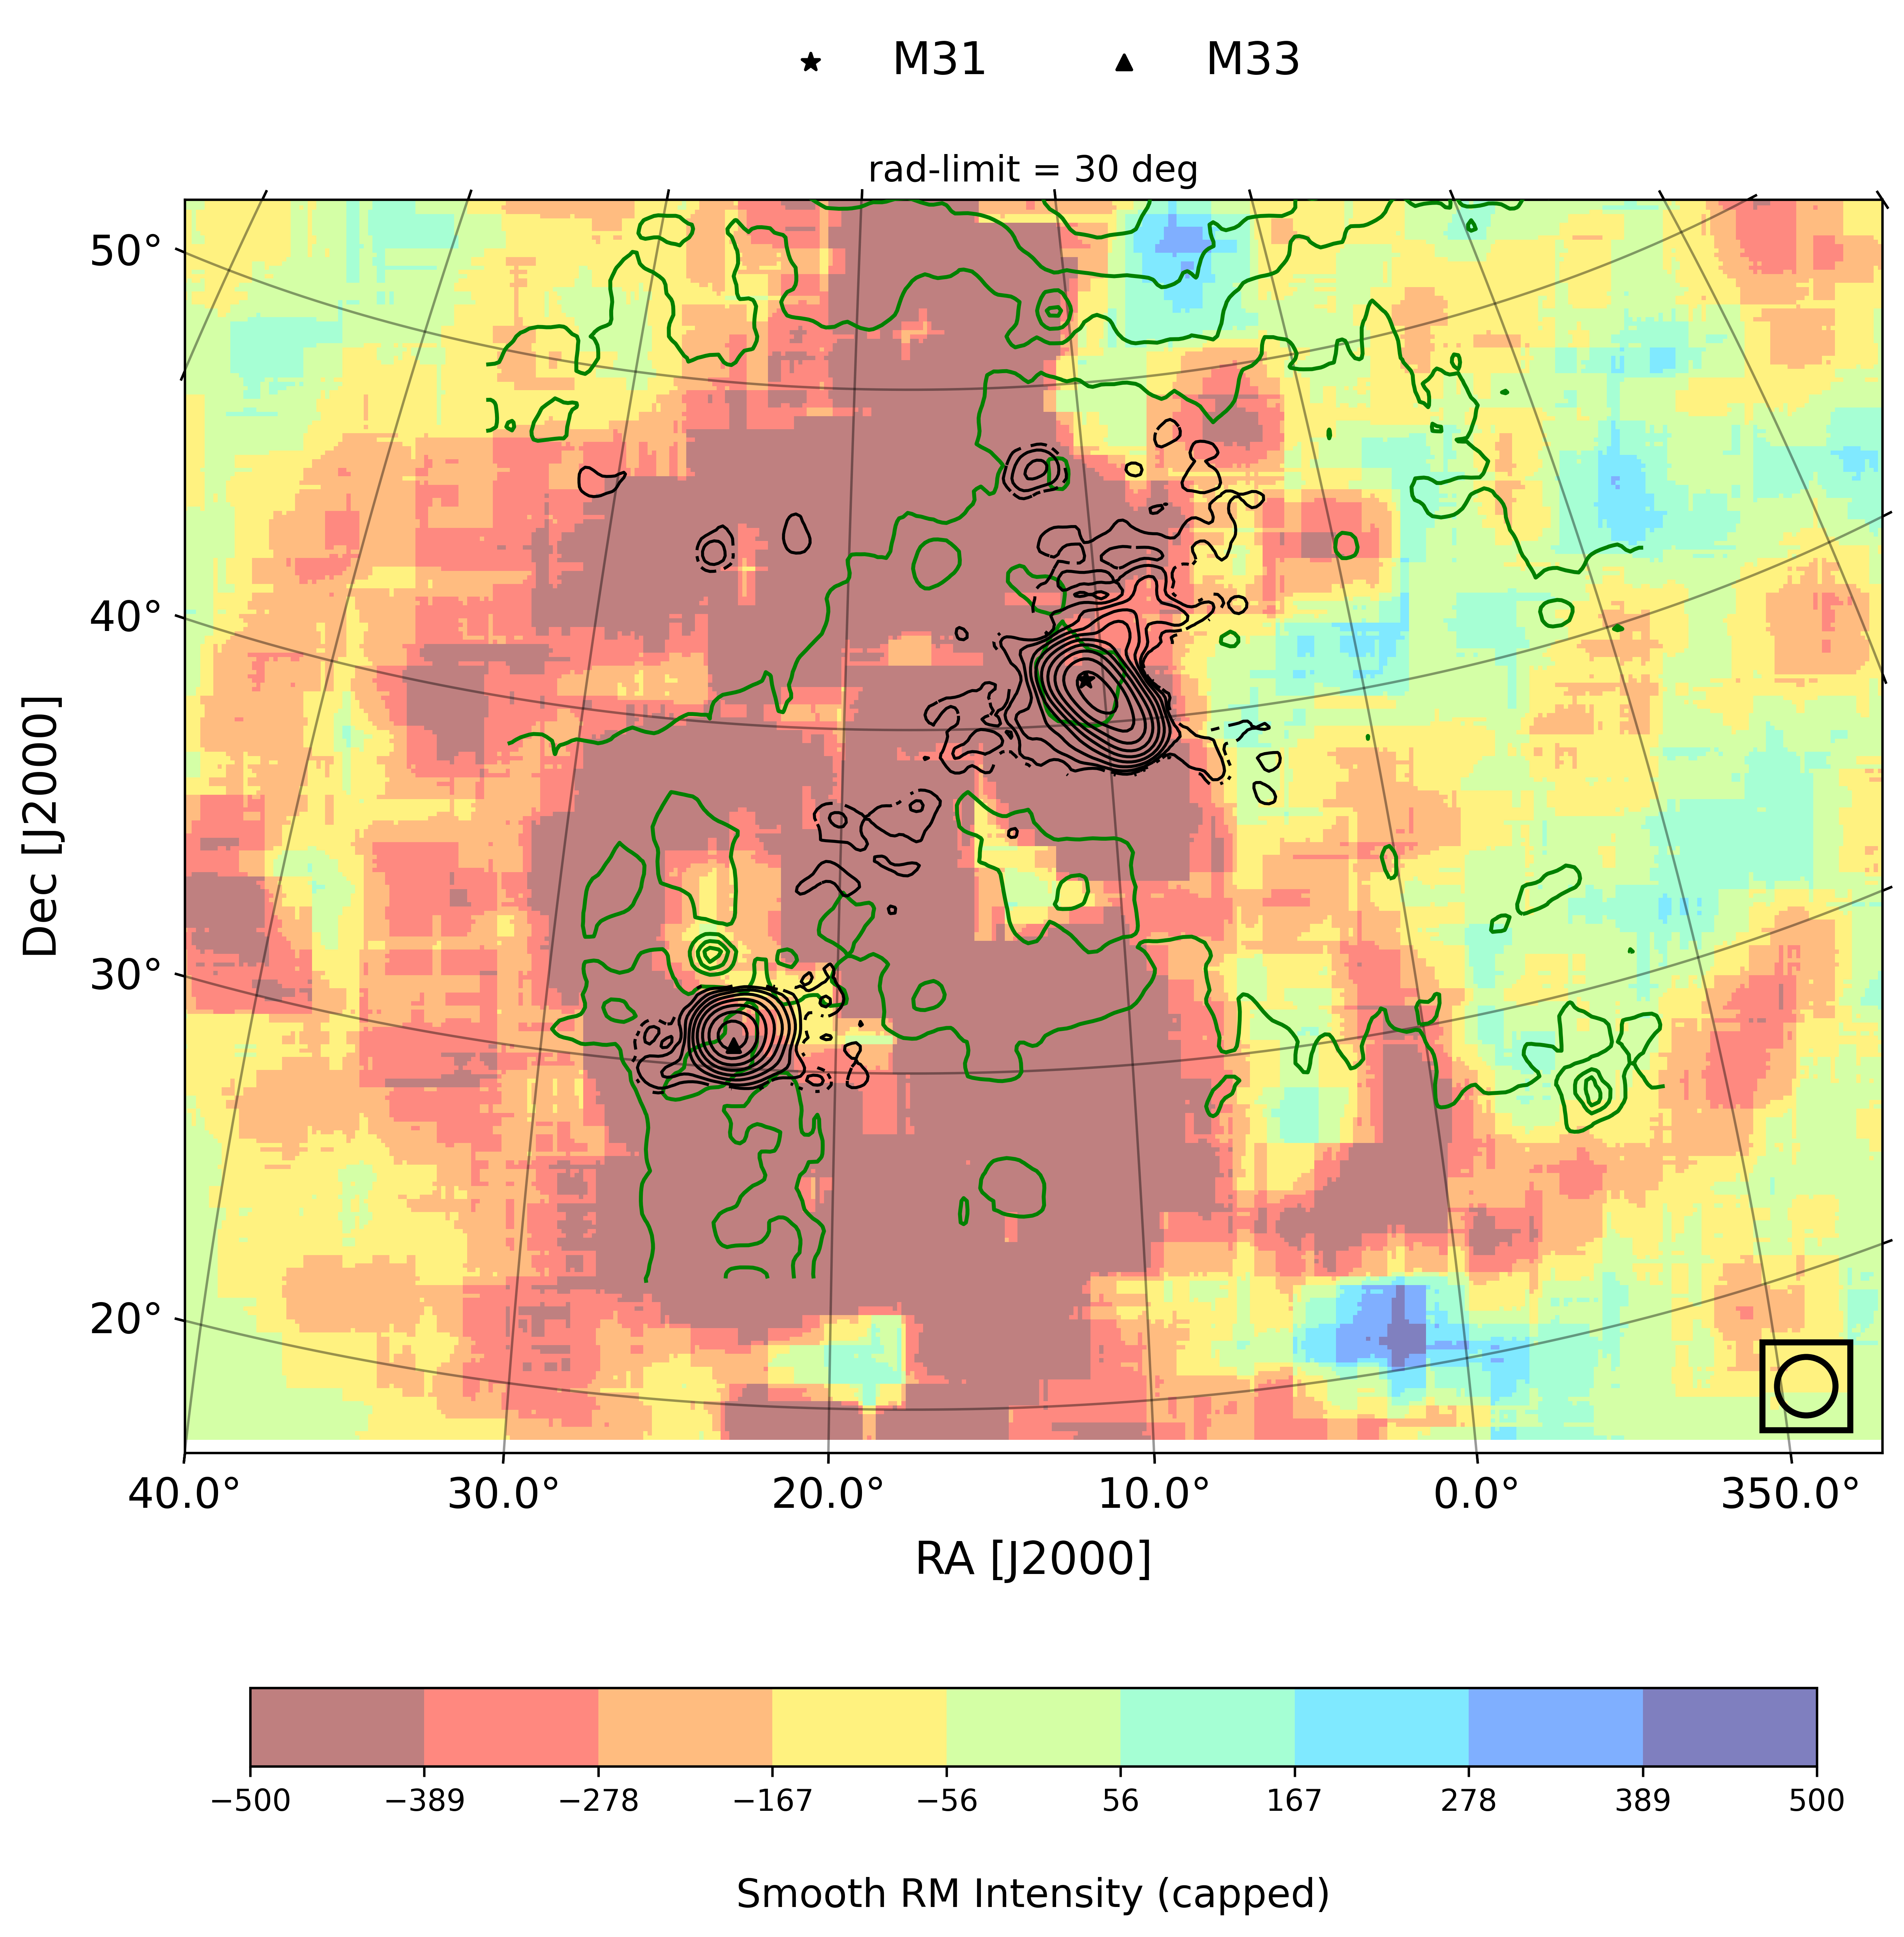 M31 M33
rad-limit = 30 deg
50°
40°
30°
20°
Dec [J2000]
40.0° 30.0° 20.0° 10.0° 0.0° 350.0°
RA [J2000]
−500 −389 −278 −167 −56 56 167 278 389 500
Smooth RM Intensity (capped)